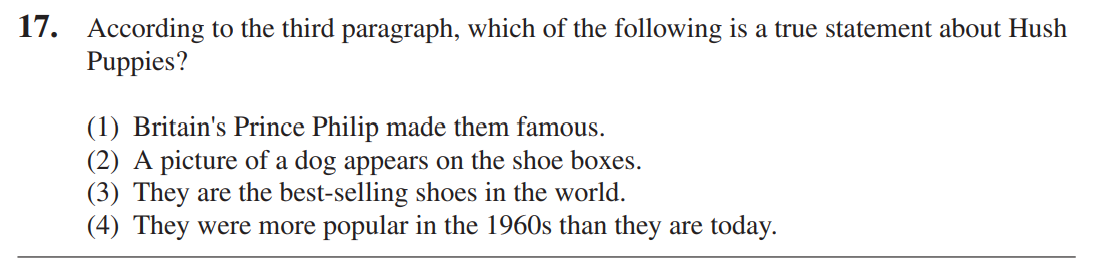 17. According to the third paragraph, which of the following is a true statement about Hush
Puppies?
(1) Britain's Prince Philip made them famous.
(2) A picture of a dog appears on the shoe boxes.
(3) They are the best-selling shoes in the world.
(4) They were more popular in the 1960s than they are today.